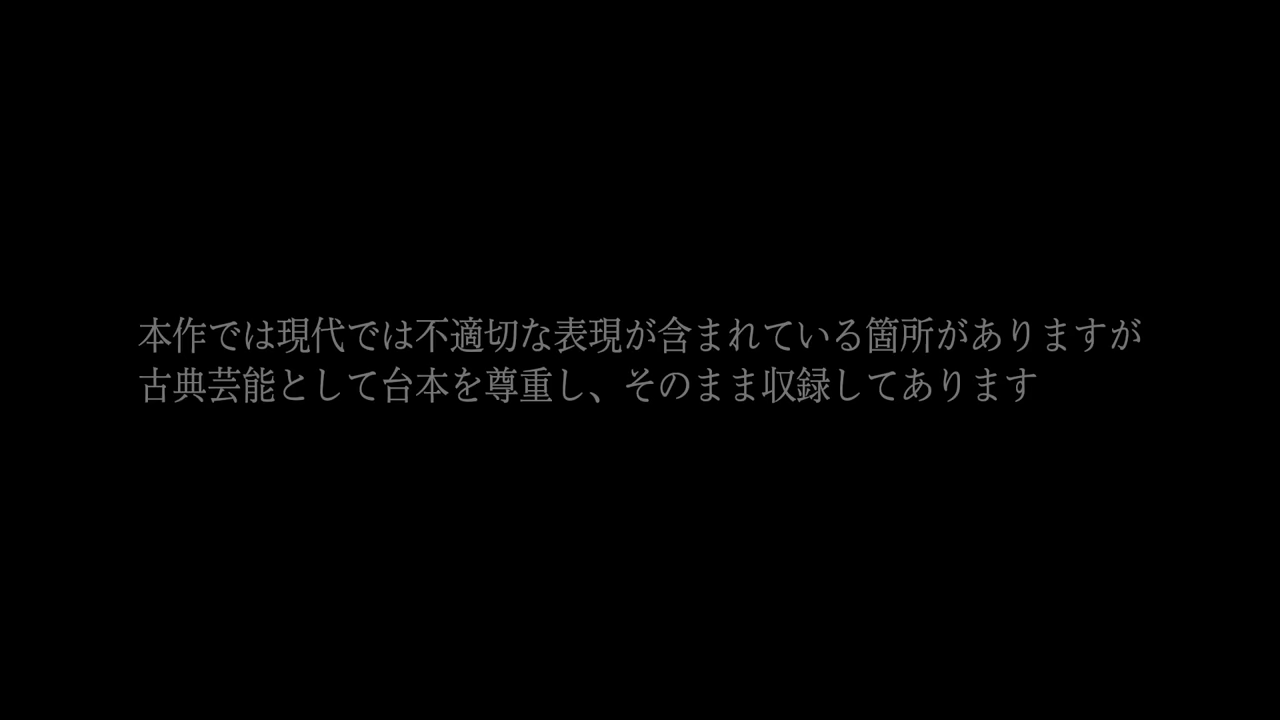 本作では現代では不適切な表現が含まれている箇所がありますが
古典芸能として台本を尊重し、そのまま収録してあります